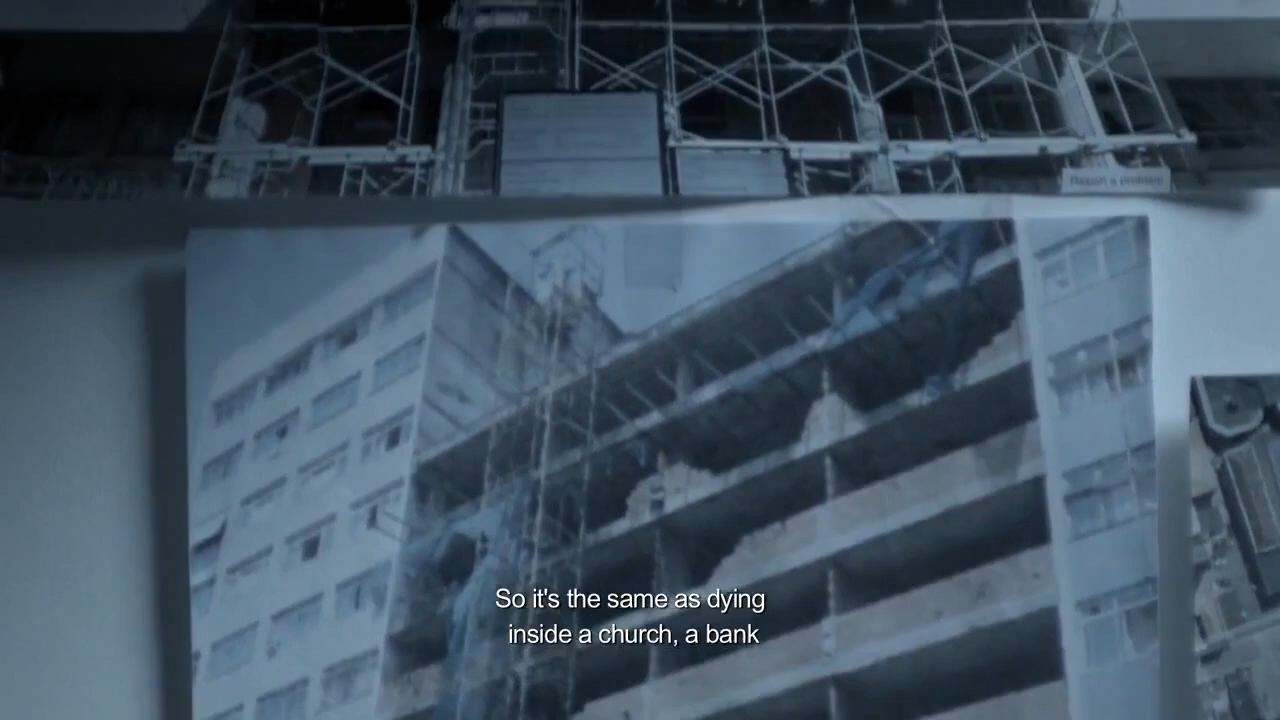 Report a problem
So it's the same as dying
inside a church, a bank